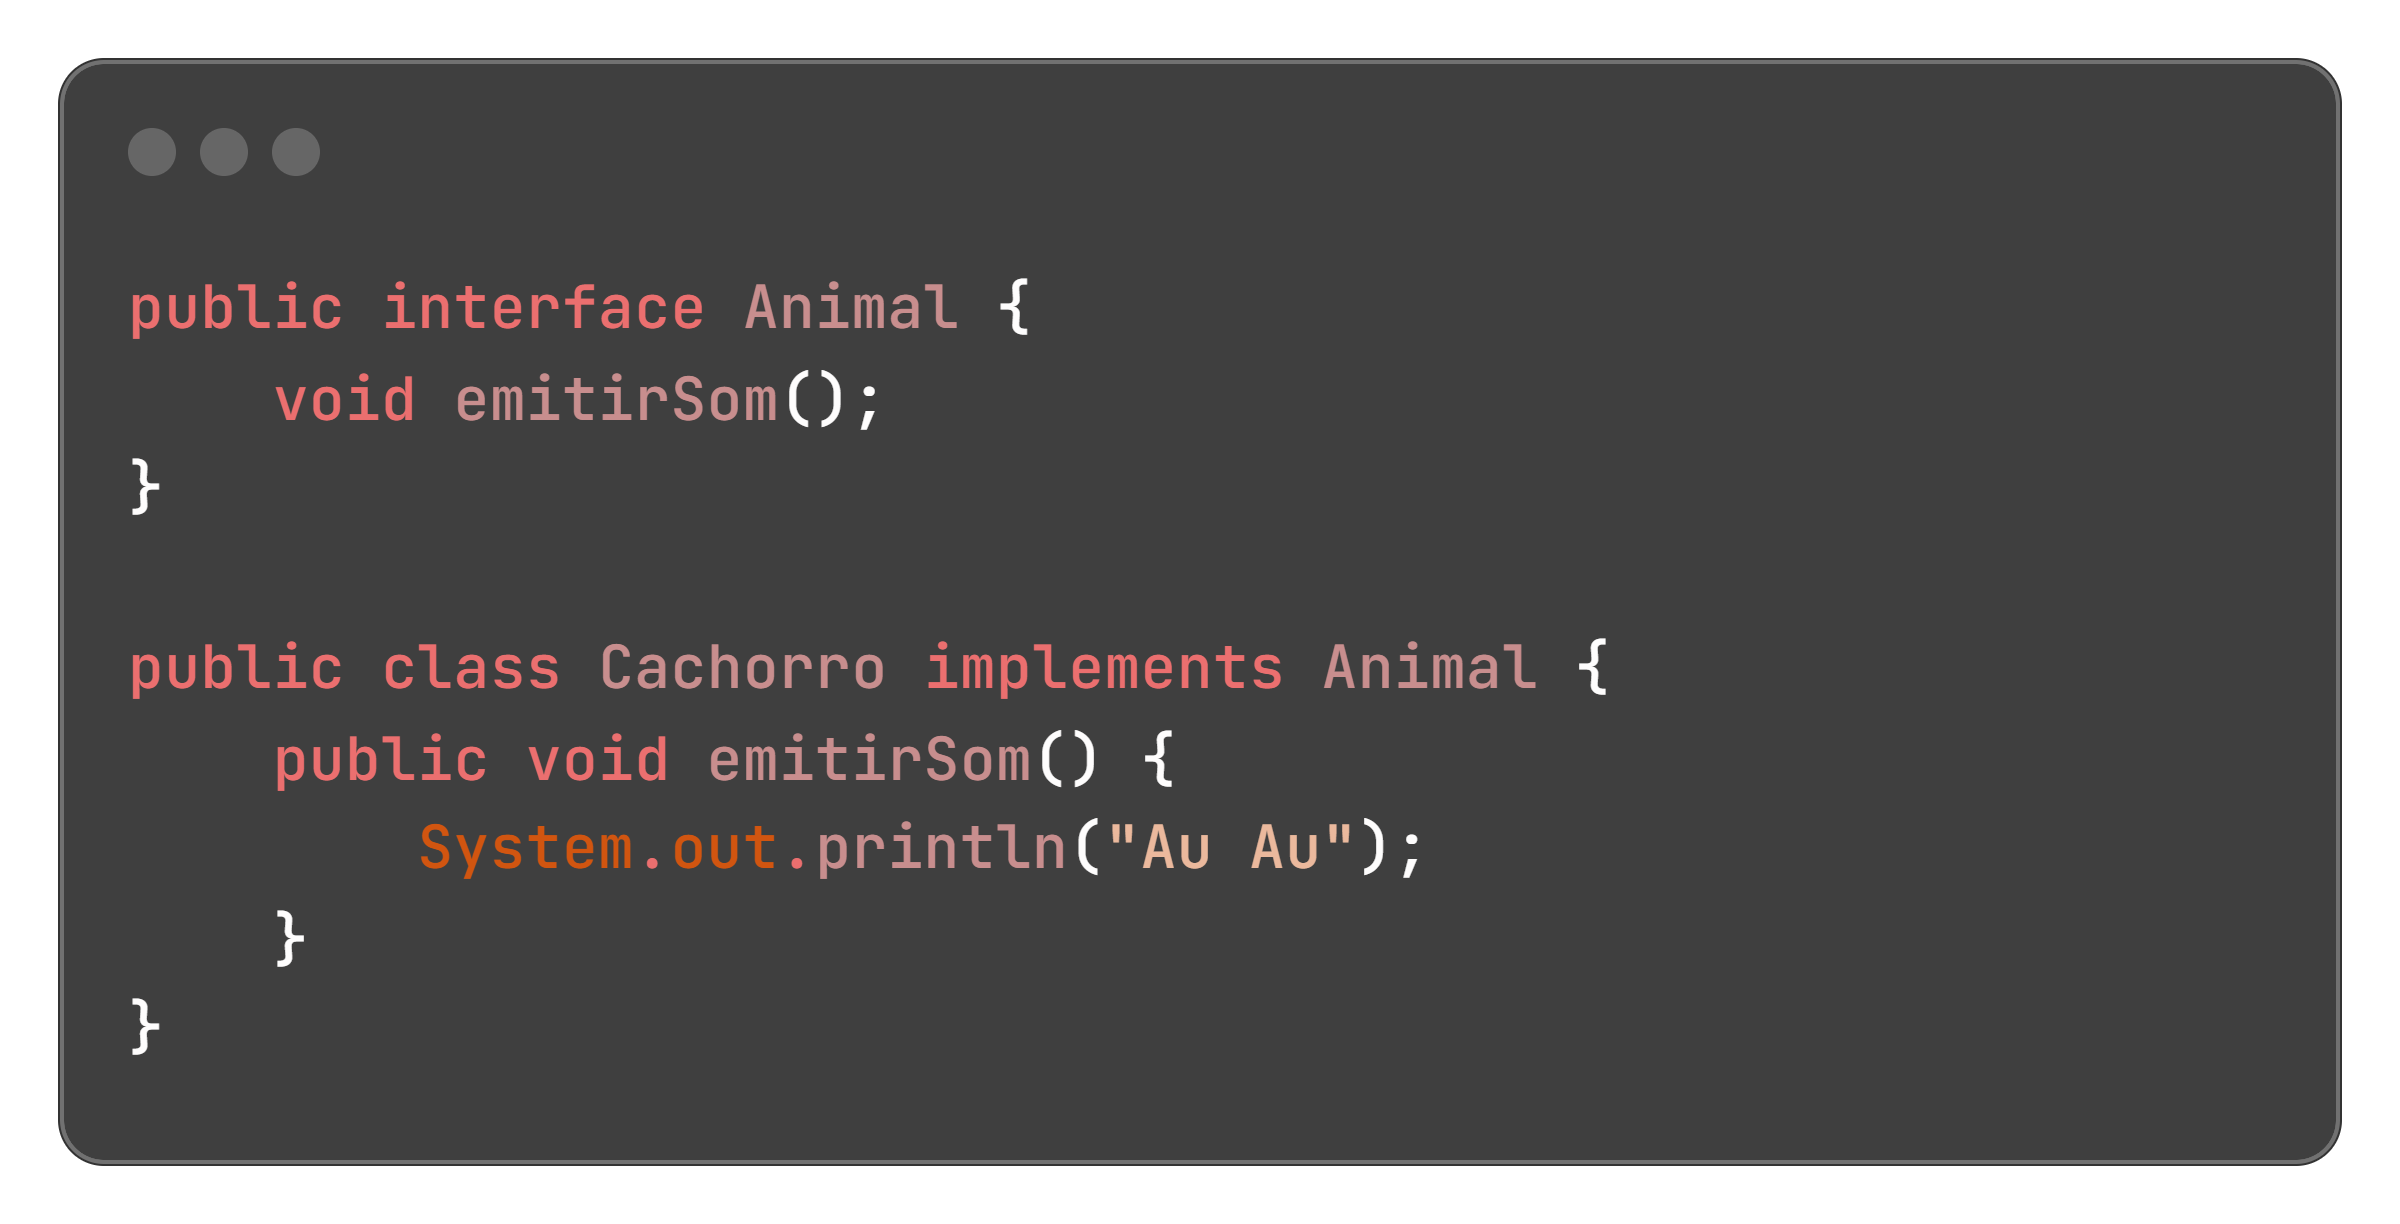 public interface Animal {
    void emitirSom();
}

public class Cachorro implements Animal {
    public void emitirSom() {
        System.out.println("Au Au");
    }
}